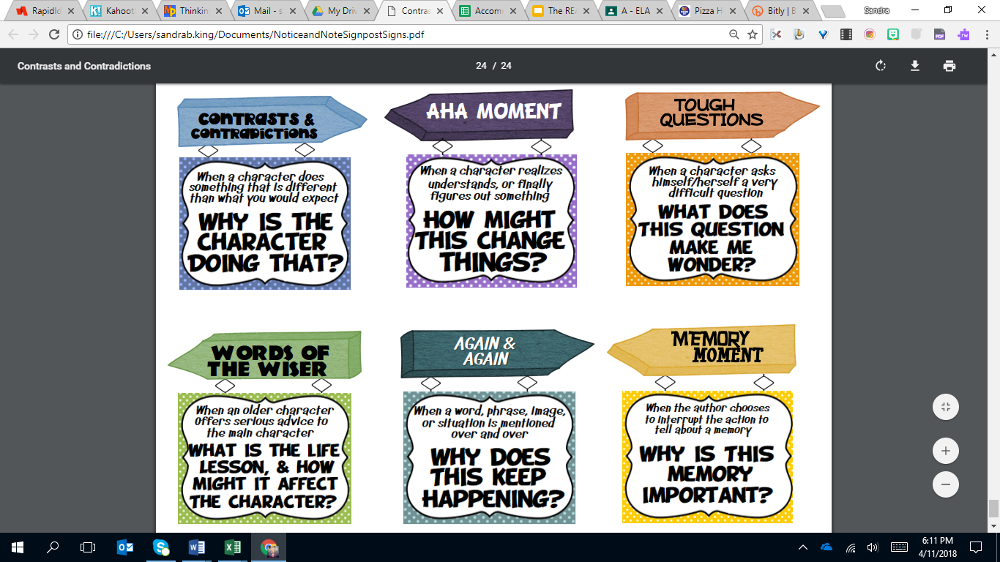 RapidId
Kahoot!
Thinkin
Mail - s
My Driv
Contras
Accom
The REA
A - ELA
Pizza H
Bitly | B
Sandra
file:///C:/Users/sandrab.king/Documents/NoticeandNoteSignpostSigns.pdf
Contrasts and Contradictions
24 / 24
CONTRASTS &
CONTRADICTIONS
When a character does
something that is different
than what you would expect
WHY IS THE
CHARACTER
DOING THAT?
AHA MOMENT
When a character realizes
understands, or finally
figures out something
HOW MIGHT
THIS CHANGE
THINGS?
TOUGH
QUESTIONS
When a character asks
himself/herself a very
difficult question
WHAT DOES
THIS QUESTION
MAKE ME
WONDER?
WORDS OF
THE WISER
When an older character
offers serious advice to
the main character
WHAT IS THE LIFE
LESSON, & HOW
MIGHT IT AFFECT
THE CHARACTER?
AGAIN &
AGAIN
When a word, phrase, image,
or situation is mentioned
over and over
WHY DOES
THIS KEEP
HAPPENING?
MEMORY
MOMENT
When the author chooses
to interrupt the action to
tell about a memory
WHY IS THIS
MEMORY
IMPORTANT?
6:11 PM
4/11/2018